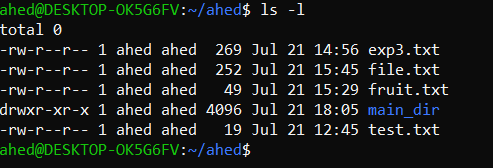 ahed@DESKTOP-OK5G6FV:~/ahed$ ls -l
total 0
-rw-r--r-- 1 ahed ahed  269 Jul 21 14:56 exp3.txt
-rw-r--r-- 1 ahed ahed  252 Jul 21 15:45 file.txt
-rw-r--r-- 1 ahed ahed   49 Jul 21 15:29 fruit.txt
drwxr-xr-x 1 ahed ahed 4096 Jul 21 18:05 main_dir
-rw-r--r-- 1 ahed ahed   19 Jul 21 12:45 test.txt
ahed@DESKTOP-OK5G6FV:~/ahed$